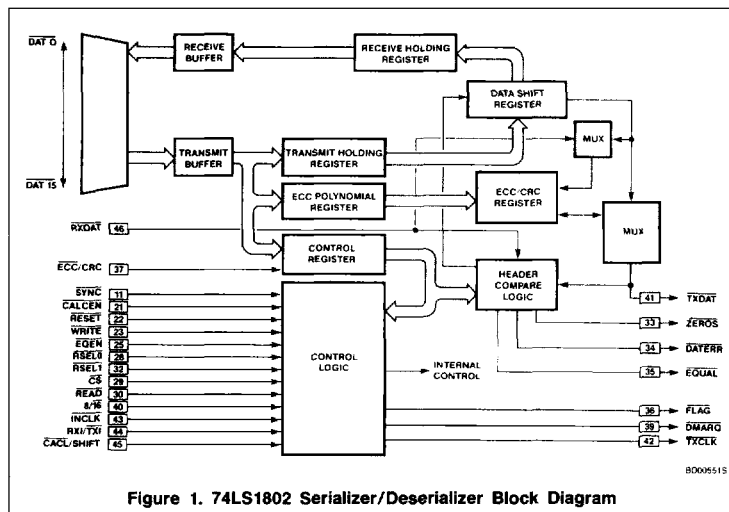 DAT 0
RECEIVE BUFFER
RECEIVE HOLDING REGISTER
DATA SHIFT REGISTER
MUX
TRANSMIT BUFFER
TRANSMIT HOLDING REGISTER
DAT 15
ECC POLYNOMIAL REGISTER
ECC/CRC REGISTER
MUX
RXDAT 46
CONTROL REGISTER
ECC/CRC 37
HEADER COMPARE LOGIC
SYNC 11
CALCEN 21
RESET 22
WRITE 23
EQEN 25
RSEL0 26
RSEL1 32
CS 29
READ 30
8/16 40
INCLK 43
RXI/TXI 44
CACL/SHIFT 45
CONTROL LOGIC
INTERNAL CONTROL
41 TXDAT
33 ZEROS
34 DATERR
35 EQUAL
36 FLAG
39 DMARQ
42 TXCLK
BD00551S
Figure 1. 74LS1802 Serializer/Deserializer Block Diagram